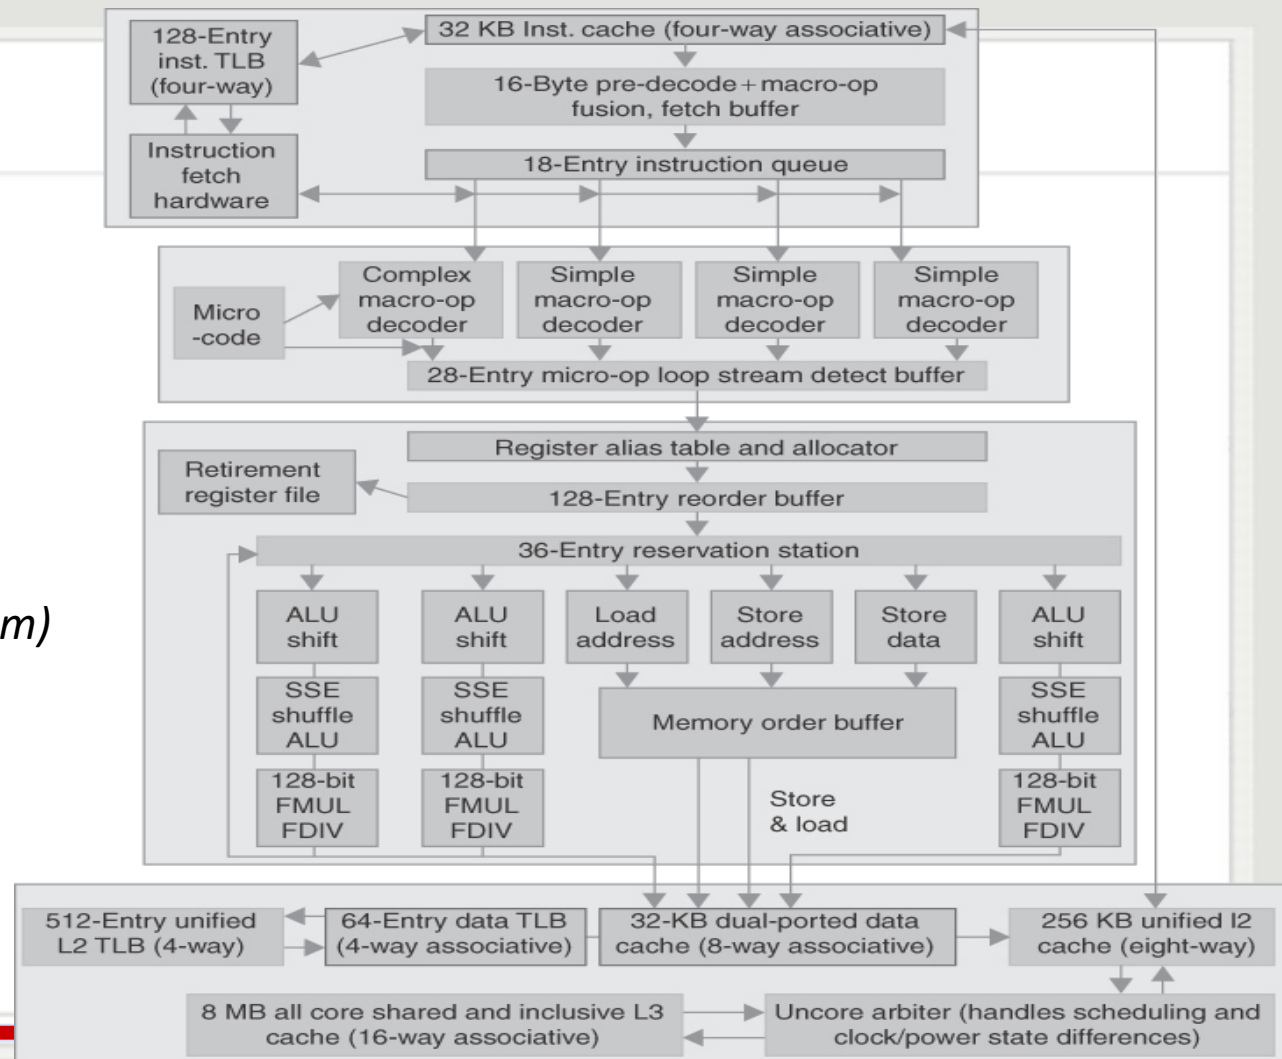 128-Entry
inst. TLB
(four-way)
32 KB Inst. cache (four-way associative)
16-Byte pre-decode+macro-op
fusion, fetch buffer
Instruction
fetch
hardware
18-Entry instruction queue
Micro
-code
Complex
macro-op
decoder
Simple
macro-op
decoder
Simple
macro-op
decoder
Simple
macro-op
decoder
28-Entry micro-op loop stream detect buffer
Register alias table and allocator
Retirement
register file
128-Entry reorder buffer
36-Entry reservation station
m)
ALU
shift
ALU
shift
Load
address
Store
address
Store
data
ALU
shift
SSE
shuffle
ALU
SSE
shuffle
ALU
Memory order buffer
SSE
shuffle
ALU
128-bit
FMUL
FDIV
128-bit
FMUL
FDIV
Store
& load
128-bit
FMUL
FDIV
512-Entry unified
L2 TLB (4-way)
64-Entry data TLB
(4-way associative)
32-KB dual-ported data
cache (8-way associative)
256 KB unified l2
cache (eight-way)
8 MB all core shared and inclusive L3
cache (16-way associative)
Uncore arbiter (handles scheduling and
clock/power state differences)